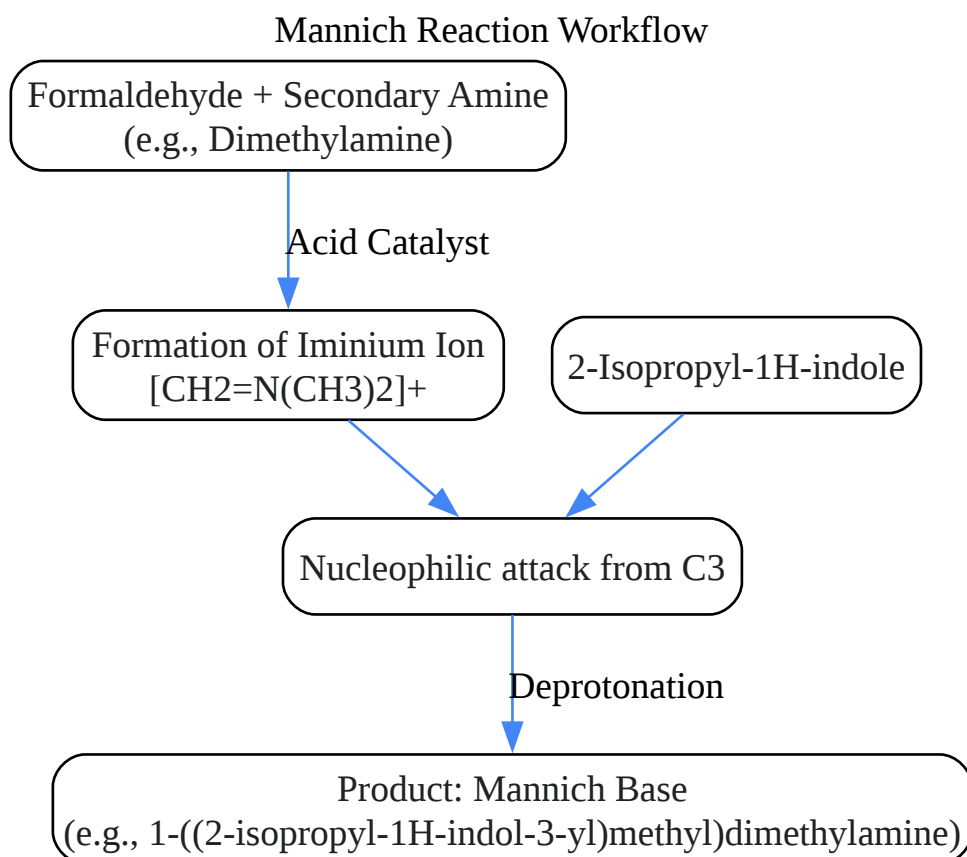 Mannich Reaction Workflow
Formaldehyde + Secondary Amine
(e.g., Dimethylamine)
Acid Catalyst
Formation of Iminium Ion
[CH2=N(CH3)2]+
2-Isopropyl-1H-indole
Nucleophilic attack from C3
Deprotonation
Product: Mannich Base
(e.g., 1-((2-isopropyl-1H-indol-3-yl)methyl)dimethylamine)